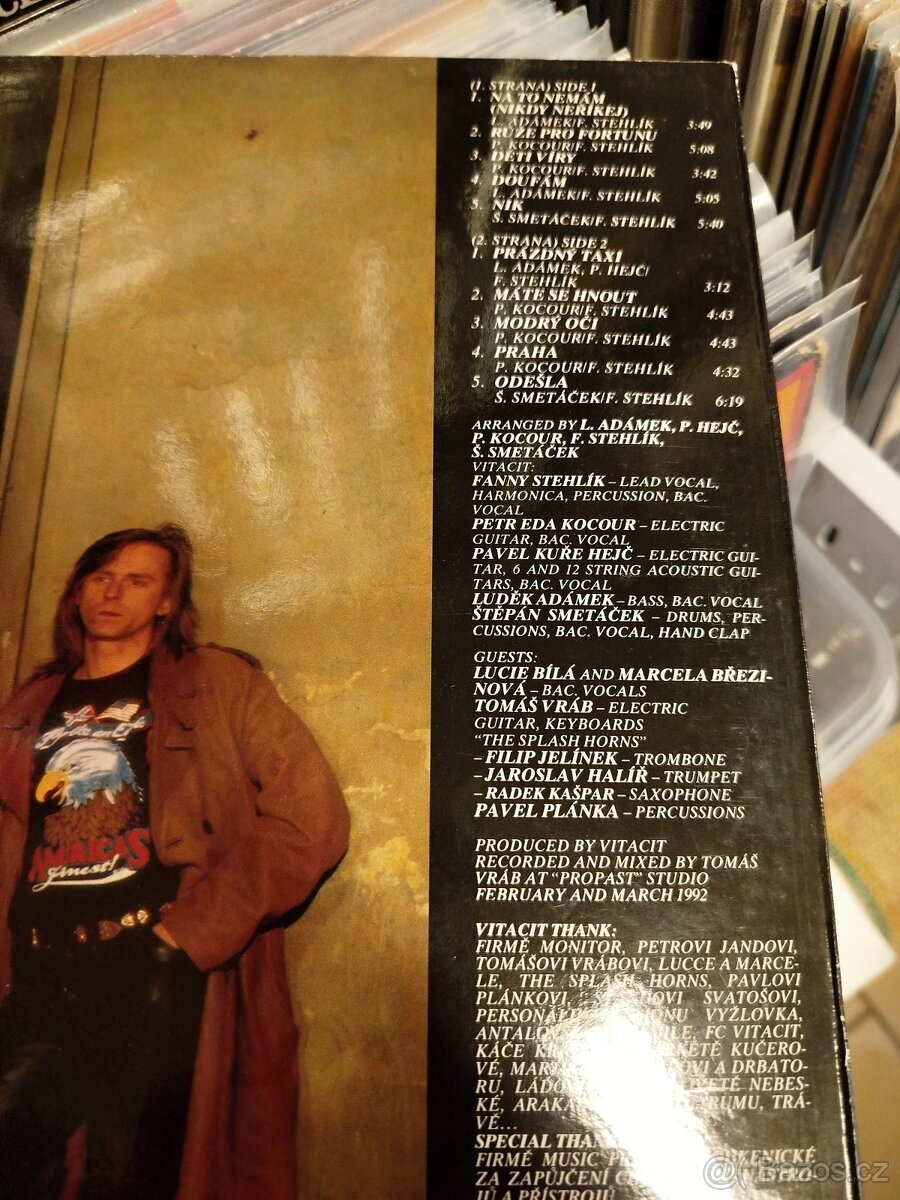 (1. STRANA) SIDE 1
1. NA TO NEMÁM
(NIKDY NEŘÍKEJ)
L. ADÁMEK/F. STEHLÍK 3:49
2. RŮŽE PRO FORTUNU
P. KOCOUR/F. STEHLÍK 5:08
3. DĚTI VÍRY
P. KOCOUR/F. STEHLÍK 3:42
4. DOUFÁM
L. ADÁMEK/F. STEHLÍK 5:05
5. NIK
Š. SMETÁČEK/F. STEHLÍK 5:40
(2. STRANA) SIDE 2
1. PRÁZDNÝ TAXI
L. ADÁMEK, P. HEJČ/
F. STEHLÍK 3:12
2. MÁTE SE HNOUT
P. KOCOUR/F. STEHLÍK 4:43
3. MODRÝ OČI
P. KOCOUR/F. STEHLÍK 4:43
4. PRAHA
P. KOCOUR/F. STEHLÍK 4:32
5. ODEŠLA
Š. SMETÁČEK/F. STEHLÍK 6:19
ARRANGED BY L. ADÁMEK, P. HEJČ,
P. KOCOUR, F. STEHLÍK,
Š. SMETÁČEK
VITACIT:
FANNY STEHLÍK – LEAD VOCAL,
HARMONICA, PERCUSSION, BAC.
VOCAL
PETR EDA KOCOUR – ELECTRIC
GUITAR, BAC. VOCAL
PAVEL KUŘE HEJČ – ELECTRIC GUI-
TAR, 6 AND 12 STRING ACOUSTIC GUI-
TARS, BAC. VOCAL
LUDĚK ADÁMEK – BASS, BAC. VOCAL
ŠTĚPÁN SMETÁČEK – DRUMS, PER-
CUSSIONS, BAC. VOCAL, HAND CLAP
GUESTS:
LUCIE BÍLÁ AND MARCELA BŘEZI-
NOVÁ – BAC. VOCALS
TOMÁŠ VRÁB – ELECTRIC
GUITAR, KEYBOARDS
"THE SPLASH HORNS"
– FILIP JELÍNEK – TROMBONE
– JAROSLAV HALÍŘ – TRUMPET
– RADEK KAŠPAR – SAXOPHONE
PAVEL PLÁNKA – PERCUSSIONS
PRODUCED BY VITACIT
RECORDED AND MIXED BY TOMÁŠ
VRÁB AT "PROPAST" STUDIO
FEBRUARY AND MARCH 1992
VITACIT THANK:
FIRMĚ MONITOR, PETROVI JANDOVI,
TOMÁŠOVI VRÁBOVI, LUCCE A MARCE-
LE, THE SPLASH HORNS, PAVLOVI
PLÁNKOVI, SVATOŠOVI,
VYŽLOVKA,
FC VITACIT,
KÁČE KUČERO-
VÉ, A DRBATO-
RU, NEBES-
KÉ, TRÁ-
VĚ...
SPECIAL
FIRMĚ MUSIC
ZA ZAPŮJČENÍ
JŮ A PŘÍSTROJŮ
AMERICA'S
finest!
@ Bazos.cz